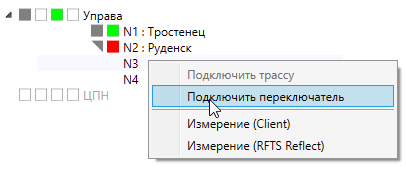 Управа
N1 : Тростенец
N2 : Руденск
N3
N4
ЦПН
Подключить трассу
Подключить переключатель
Измерение (Client)
Измерение (RFTS Reflect)